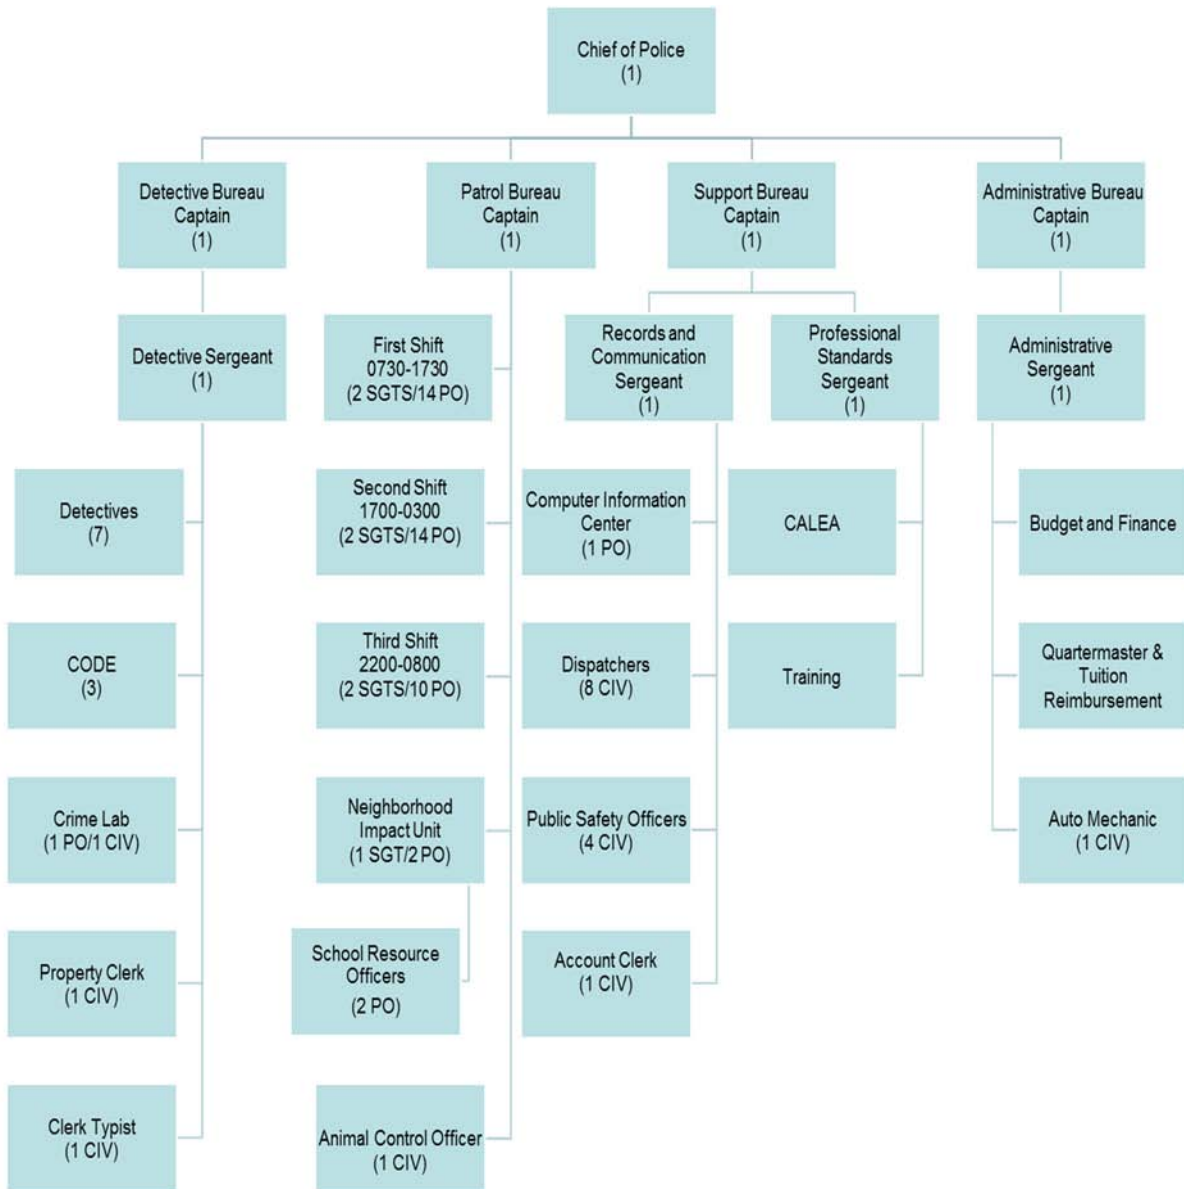 Chief of Police
(1)
Detective Bureau
Captain
(1)
Patrol Bureau
Captain
(1)
Support Bureau
Captain
(1)
Administrative Bureau
Captain
(1)
Detective Sergeant
(1)
First Shift
0730-1730
(2 SGTS/14 PO)
Records and
Communication
Sergeant
(1)
Professional
Standards
Sergeant
(1)
Administrative
Sergeant
(1)
Detectives
(7)
Second Shift
1700-0300
(2 SGTS/14 PO)
Computer Information
Center
(1 PO)
CALEA
Budget and Finance
CODE
(3)
Third Shift
2200-0800
(2 SGTS/10 PO)
Dispatchers
(8 CIV)
Training
Quartermaster &
Tuition
Reimbursement
Crime Lab
(1 PO/1 CIV)
Neighborhood
Impact Unit
(1 SGT/2 PO)
Public Safety Officers
(4 CIV)
Auto Mechanic
(1 CIV)
Property Clerk
(1 CIV)
School Resource
Officers
(2 PO)
Account Clerk
(1 CIV)
Clerk Typist
(1 CIV)
Animal Control Officer
(1 CIV)